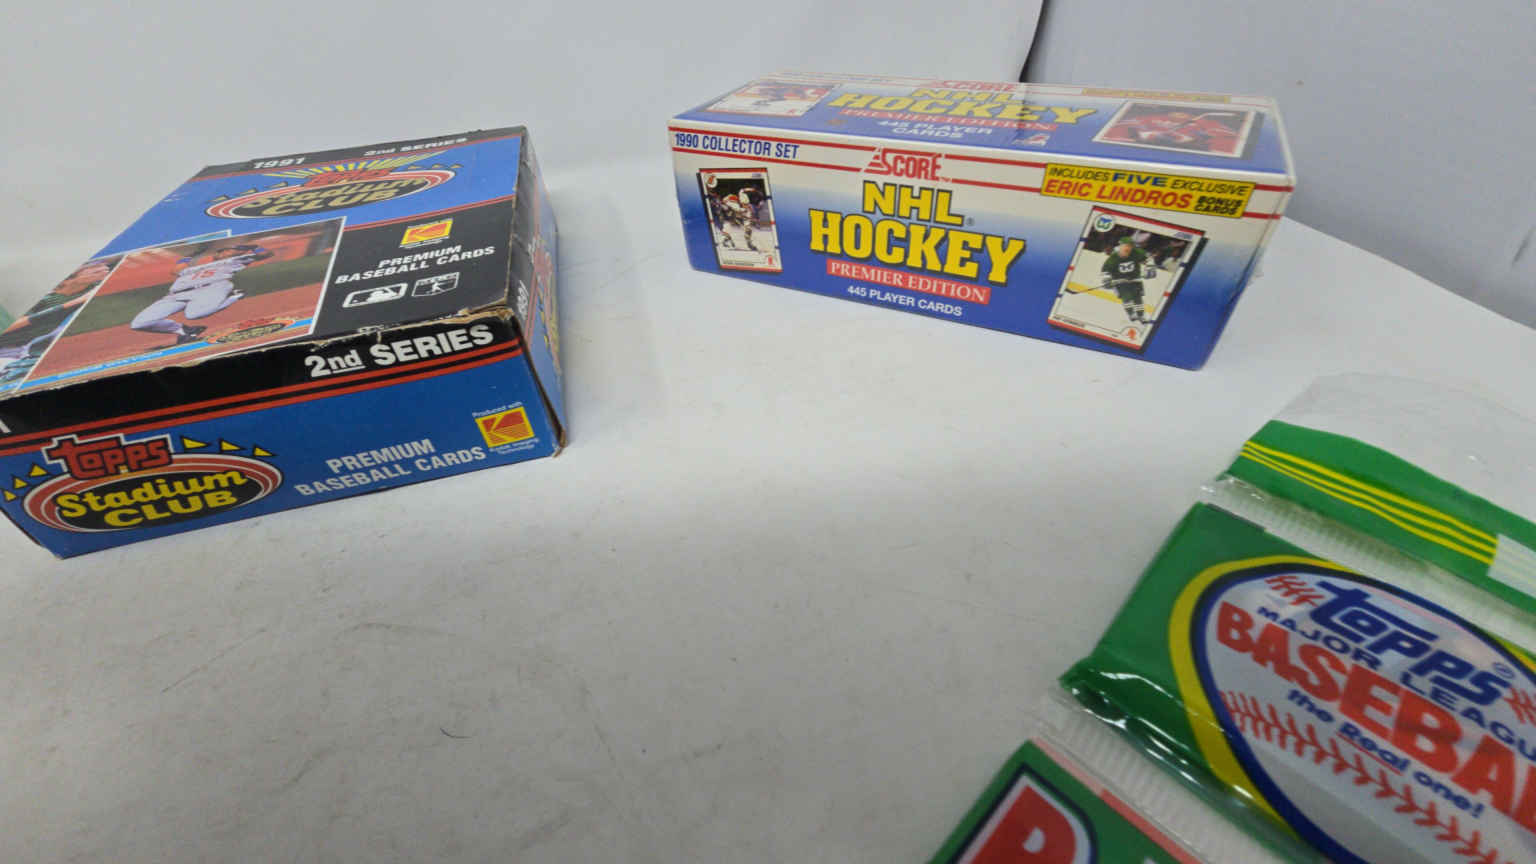 1991
2nd SERIES
Topps
Stadium
CLUB
PREMIUM
BASEBALL CARDS
2nd SERIES
Topps
Stadium
CLUB
PREMIUM
BASEBALL CARDS
Produced with
1991
SCORE
NHL
HOCKEY
PREMIER EDITION
445 PLAYER
CARDS
1990 COLLECTOR SET
SCORE
INCLUDES FIVE EXCLUSIVE
ERIC LINDROS BONUS
CARDS
NHL
HOCKEY
PREMIER EDITION
445 PLAYER CARDS
Topps
MAJOR LEAGU
BASEBA
the Real one!